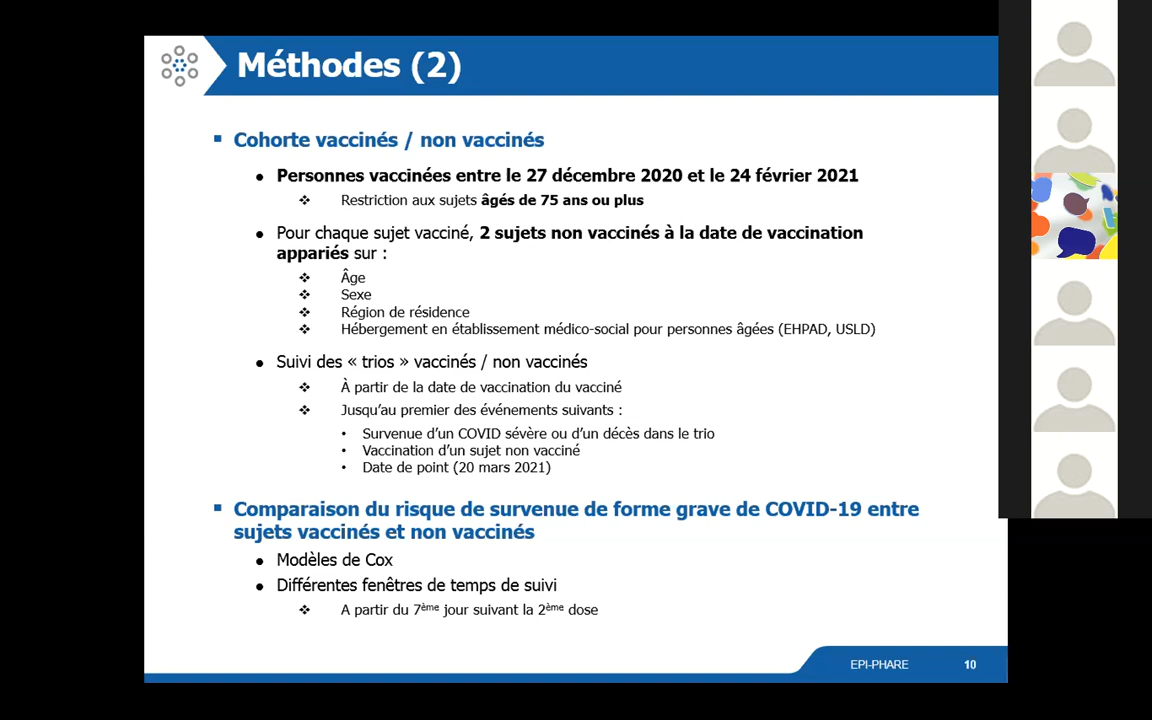 Méthodes (2)
Cohorte vaccinés / non vaccinés
Personnes vaccinées entre le 27 décembre 2020 et le 24 février 2021
Restriction aux sujets âgés de 75 ans ou plus
Pour chaque sujet vacciné, 2 sujets non vaccinés à la date de vaccination
appariés sur :
Âge
Sexe
Région de résidence
Hébergement en établissement médico-social pour personnes âgées (EHPAD, USLD)
Suivi des « trios » vaccinés / non vaccinés
À partir de la date de vaccination du vacciné
Jusqu’au premier des événements suivants :
Survenue d’un COVID sévère ou d’un décès dans le trio
Vaccination d’un sujet non vacciné
Date de point (20 mars 2021)
Comparaison du risque de survenue de forme grave de COVID-19 entre
sujets vaccinés et non vaccinés
Modèles de Cox
Différentes fenêtres de temps de suivi
A partir du 7ème jour suivant la 2ème dose
EPI-PHARE 10